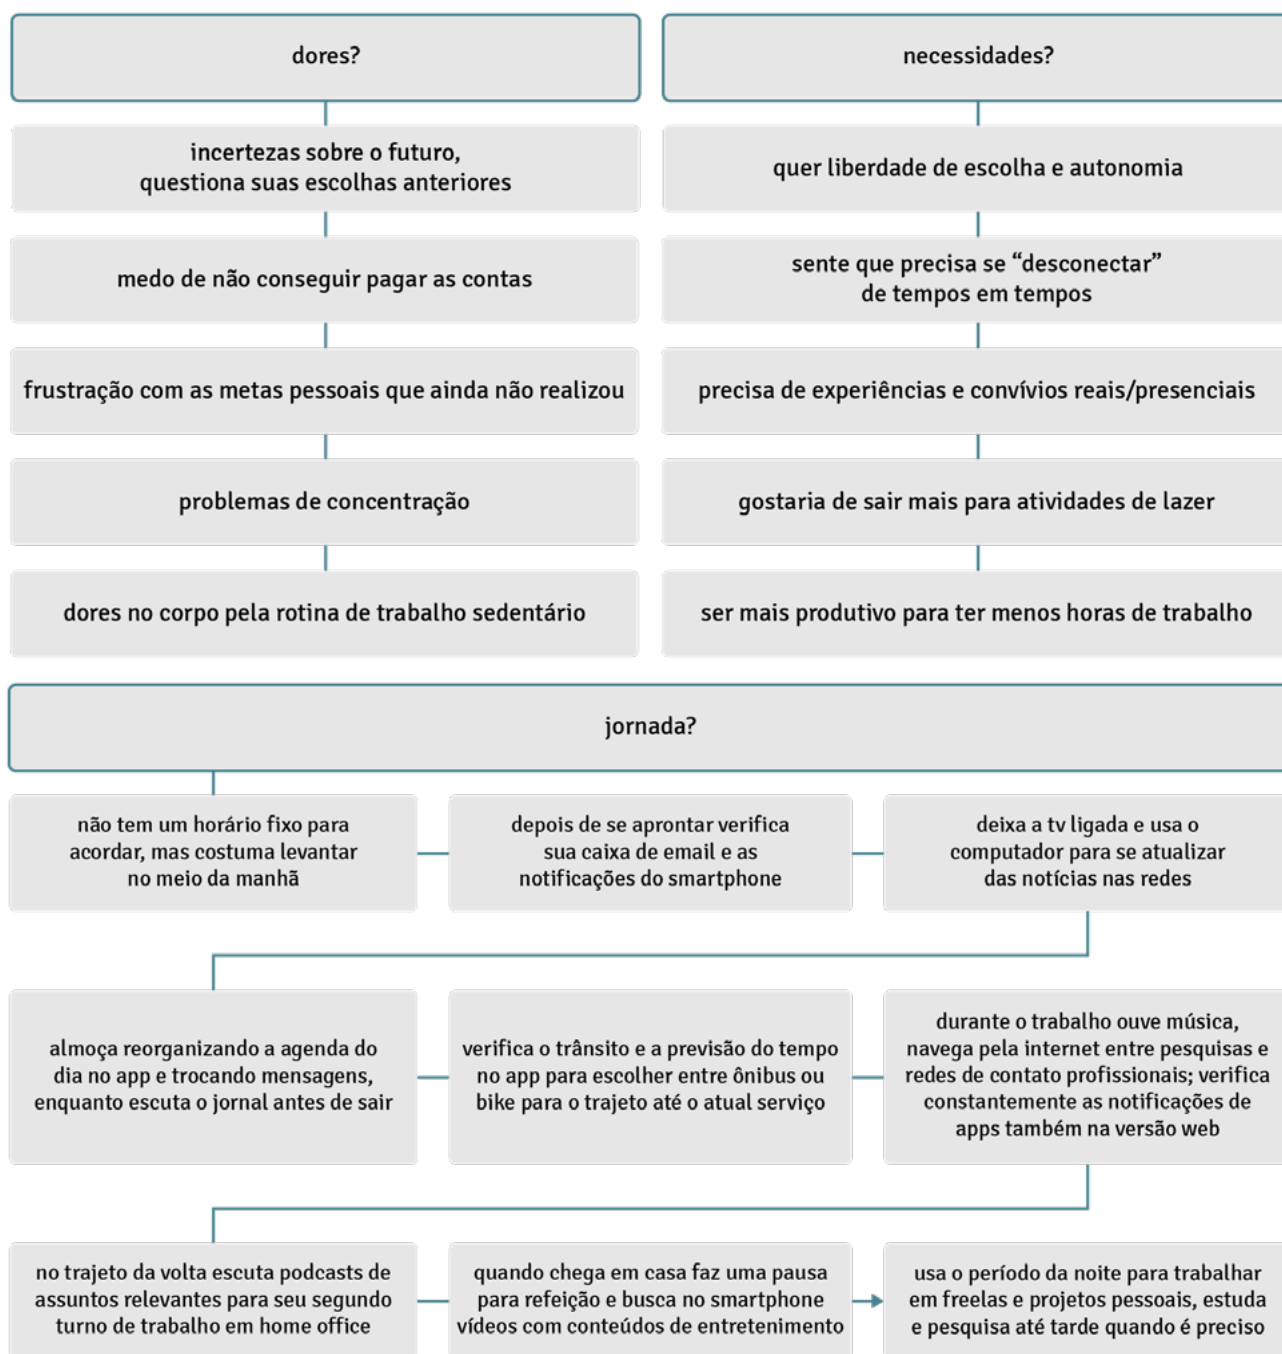 dores?
incertezas sobre o futuro,
questiona suas escolhas anteriores
medo de não conseguir pagar as contas
frustração com as metas pessoais que ainda não realizou
problemas de concentração
dores no corpo pela rotina de trabalho sedentário
necessidades?
quer liberdade de escolha e autonomia
sente que precisa se “desconectar”
de tempos em tempos
precisa de experiências e convívios reais/presenciais
gostaria de sair mais para atividades de lazer
ser mais produtivo para ter menos horas de trabalho
jornada?
não tem um horário fixo para
acordar, mas costuma levantar
no meio da manhã
depois de se aprontar verifica
sua caixa de email e as
notificações do smartphone
deixa a tv ligada e usa o
computador para se atualizar
das notícias nas redes
almoça reorganizando a agenda do
dia no app e trocando mensagens,
enquanto escuta o jornal antes de sair
verifica o trânsito e a previsão do tempo
no app para escolher entre ônibus ou
bike para o trajeto até o atual serviço
durante o trabalho ouve música,
navega pela internet entre pesquisas e
redes de contato profissionais; verifica
constantemente as notificações de
apps também na versão web
no trajeto da volta escuta podcasts de
assuntos relevantes para seu segundo
turno de trabalho em home office
quando chega em casa faz uma pausa
para refeição e busca no smartphone
vídeos com conteúdos de entretenimento
usa o período da noite para trabalhar
em freelas e projetos pessoais, estuda
e pesquisa até tarde quando é preciso